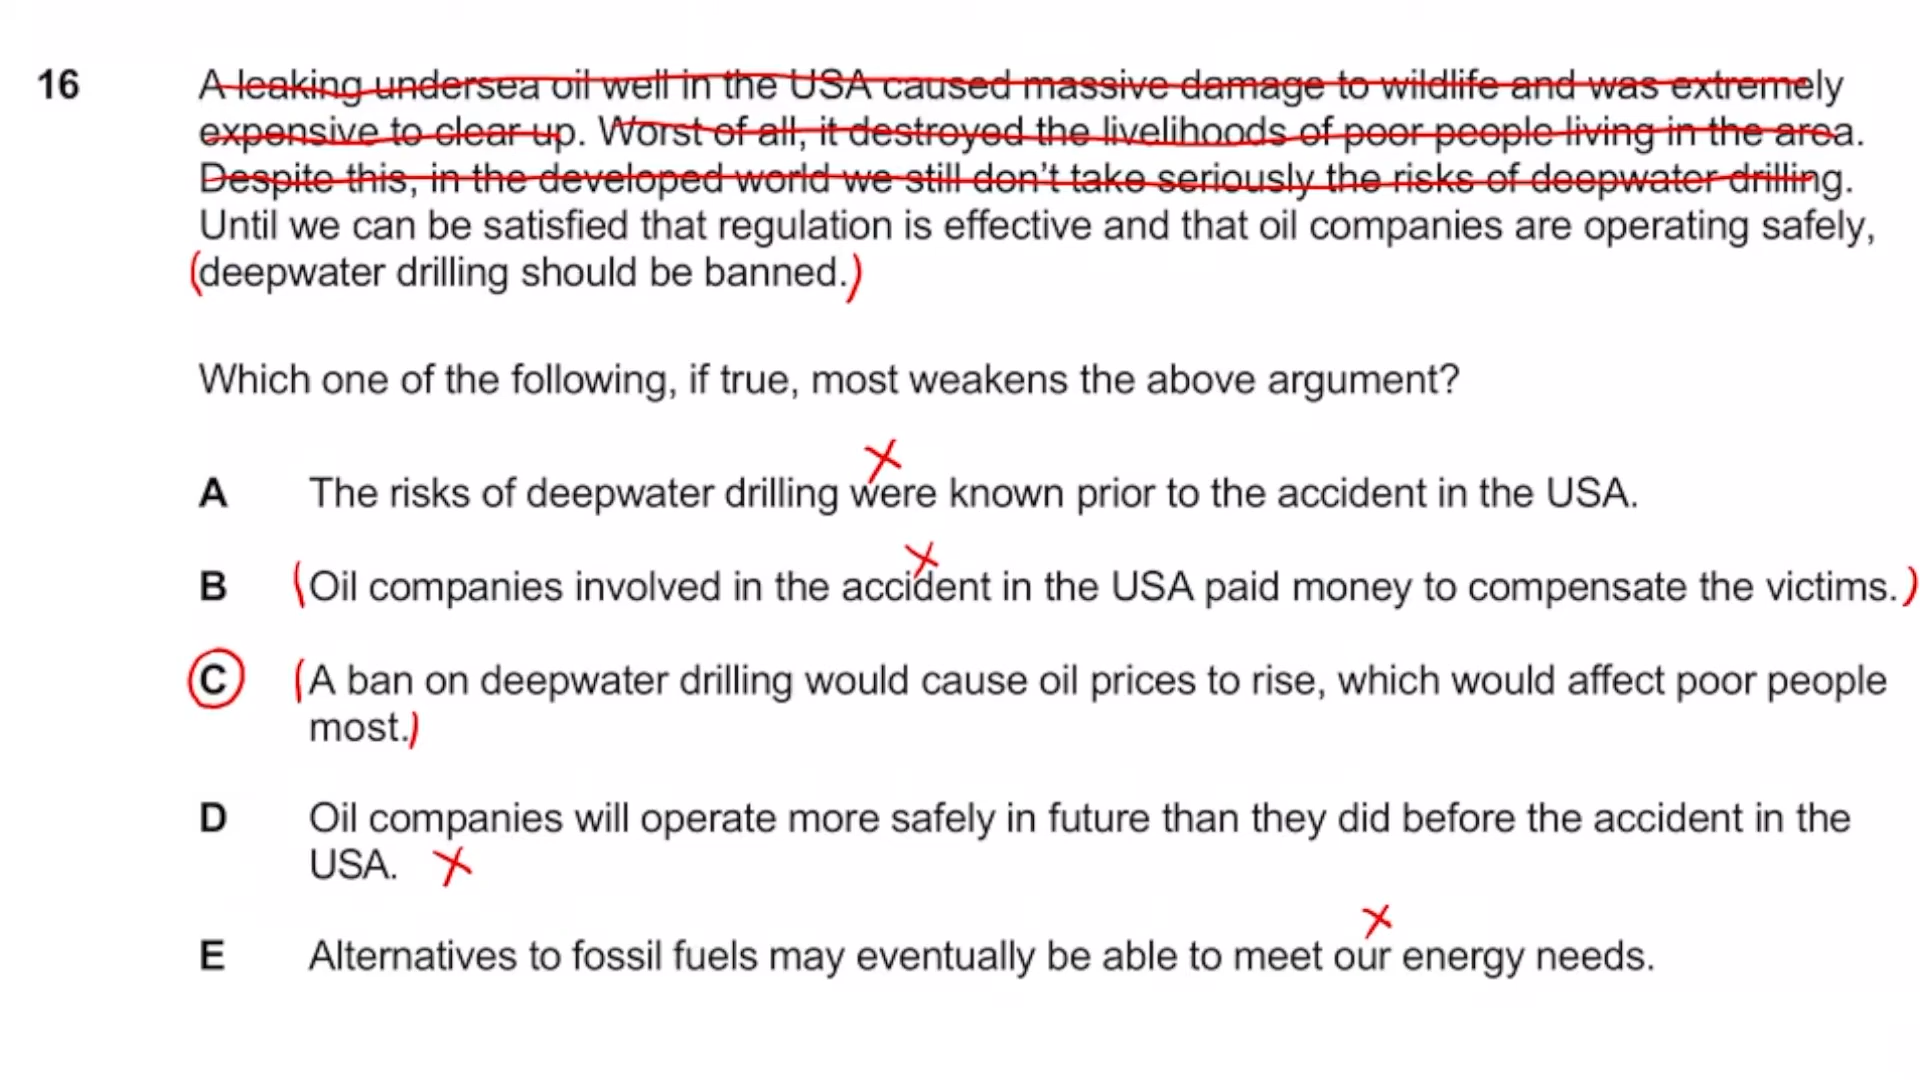 16 A leaking undersea oil well in the USA caused massive damage to wildlife and was extremely
expensive to clear up. Worst of all, it destroyed the livelihoods of poor people living in the area.
Despite this, in the developed world we still don't take seriously the risks of deepwater drilling.
Until we can be satisfied that regulation is effective and that oil companies are operating safely,
(deepwater drilling should be banned.)
Which one of the following, if true, most weakens the above argument?
A The risks of deepwater drilling were known prior to the accident in the USA.
B (Oil companies involved in the accident in the USA paid money to compensate the victims.)
C (A ban on deepwater drilling would cause oil prices to rise, which would affect poor people
most.)
D Oil companies will operate more safely in future than they did before the accident in the
USA.
E Alternatives to fossil fuels may eventually be able to meet our energy needs.